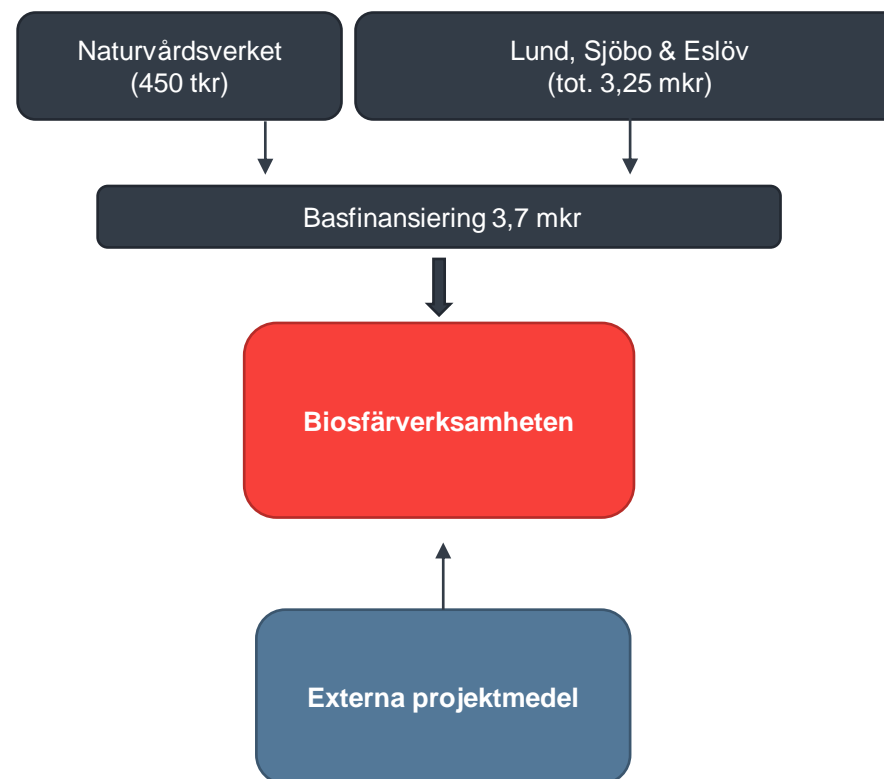 Naturvårdsverket
(450 tkr)
Lund, Sjöbo & Eslöv
(tot. 3,25 mkr)
Basfinansiering 3,7 mkr
Biosfärverksamheten
Externa projektmedel